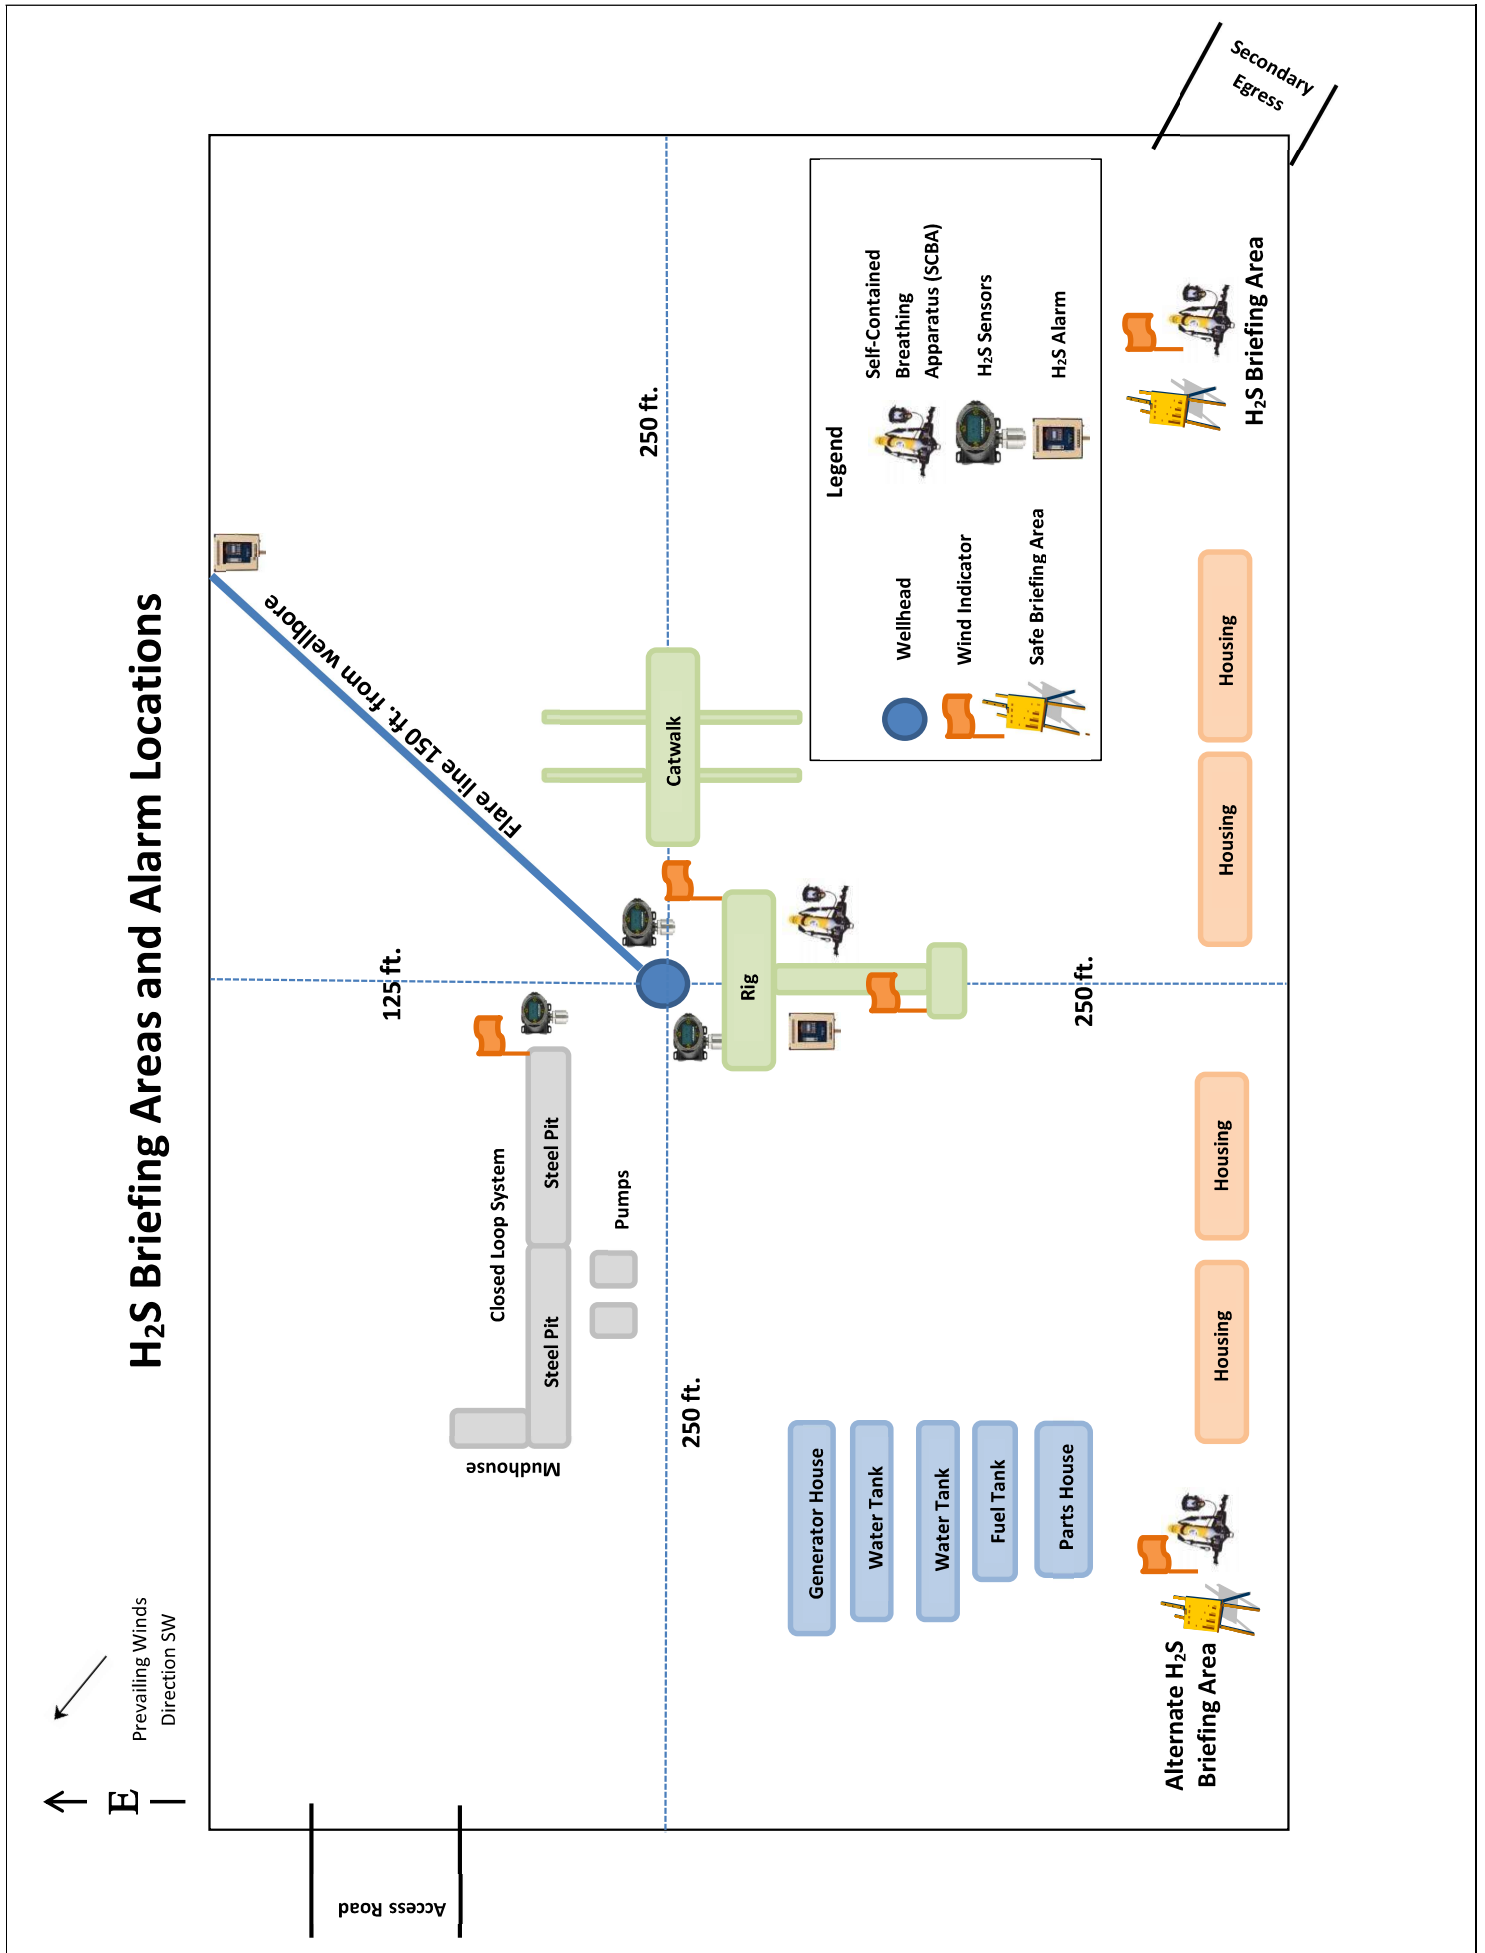 H₂S Briefing Areas and Alarm Locations
E
Prevailing Winds
Direction SW
Access Road
Flare line 150 ft. from wellbore
125 ft.
250 ft.
250 ft.
250 ft.
Mudhouse
Closed Loop System
Steel Pit
Steel Pit
Pumps
Catwalk
Rig
Generator House
Water Tank
Water Tank
Fuel Tank
Parts House
Legend
Wellhead
Wind Indicator
Safe Briefing Area
Self-Contained
Breathing
Apparatus (SCBA)
H₂S Sensors
H₂S Alarm
Housing
Housing
Housing
Housing
Alternate H₂S
Briefing Area
H₂S Briefing Area
Secondary
Egress